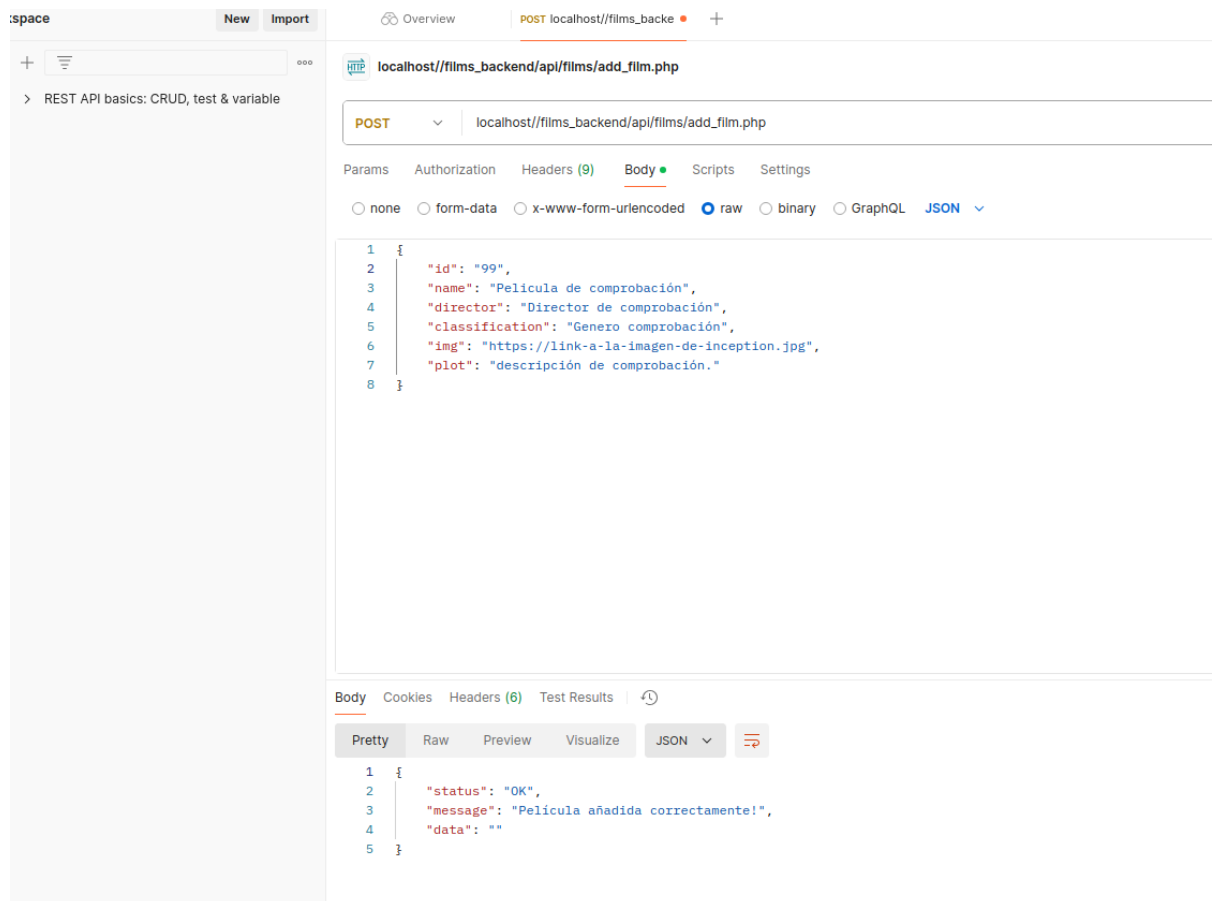 kspace New Import
Overview POST localhost//films_backe
localhost//films_backend/api/films/add_film.php
REST API basics: CRUD, test & variable
POST localhost//films_backend/api/films/add_film.php
Params Authorization Headers (9) Body Scripts Settings
none form-data x-www-form-urlencoded raw binary GraphQL JSON
1 {
2 "id": "99",
3 "name": "Pelicula de comprobación",
4 "director": "Director de comprobación",
5 "classification": "Genero comprobación",
6 "img": "https://link-a-la-imagen-de-inception.jpg",
7 "plot": "descripción de comprobación."
8 }
Body Cookies Headers (6) Test Results
Pretty Raw Preview Visualize JSON
1 {
2 "status": "OK",
3 "message": "Película añadida correctamente!",
4 "data": ""
5 }